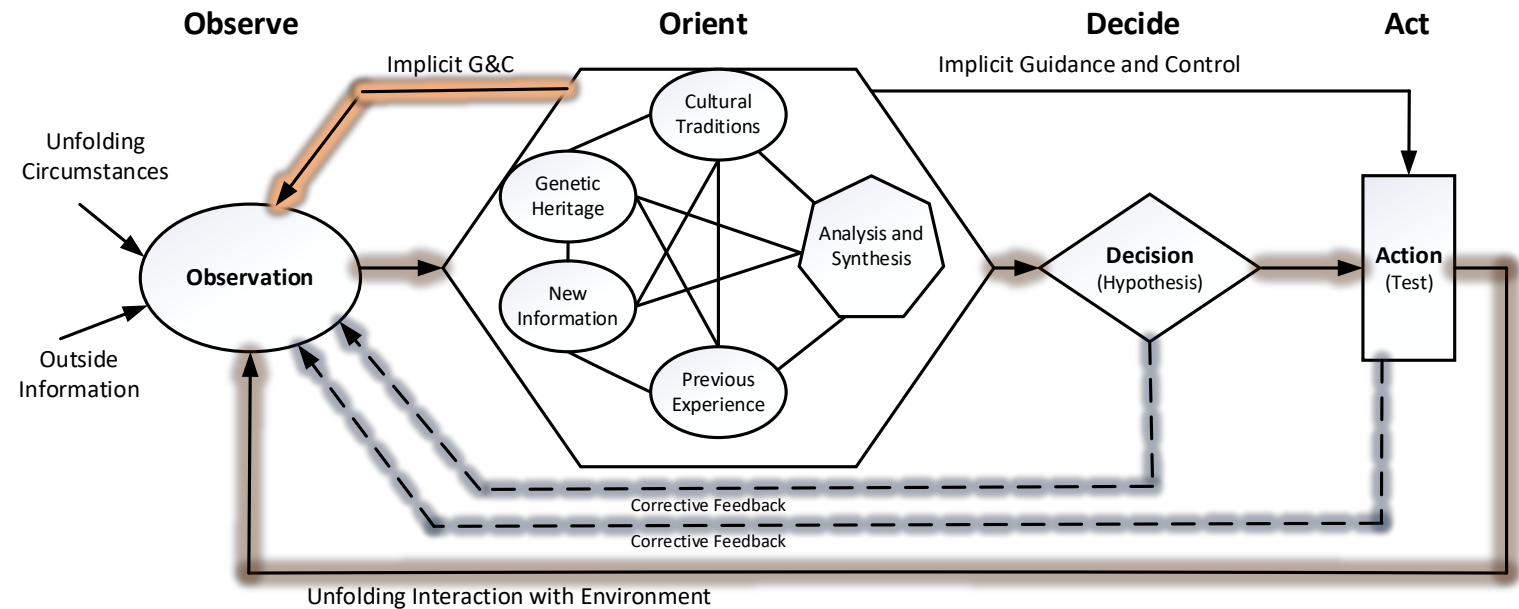 Observe
Orient
Decide
Act
Implicit G&C
Implicit Guidance and Control
Unfolding
Circumstances
Outside
Information
Observation
Cultural
Traditions
Genetic
Heritage
New
Information
Previous
Experience
Analysis and
Synthesis
Decision
(Hypothesis)
Action
(Test)
Corrective Feedback
Corrective Feedback
Unfolding Interaction with Environment